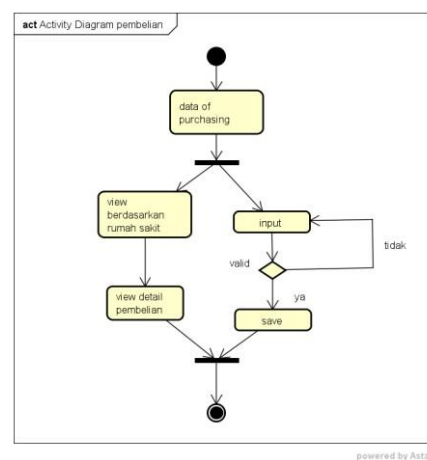 act Activity Diagram pembelian
data of
purchasing
view
berdasarkan
rumah sakit
input
tidak
valid
view detail
pembelian
ya
save
powered by Asta